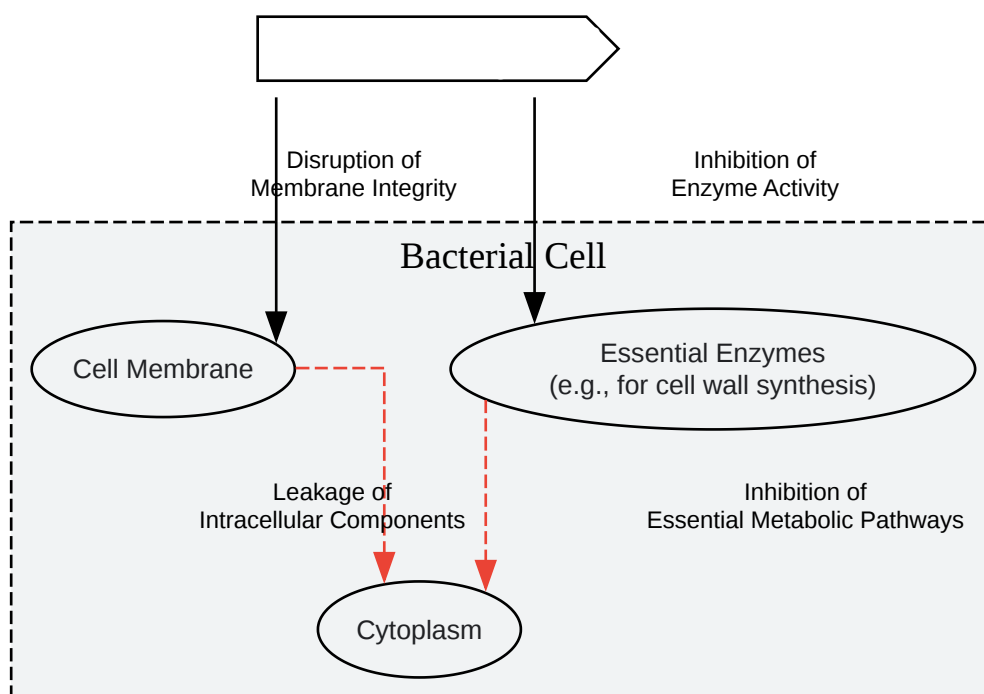 Disruption of
Membrane Integrity
Inhibition of
Enzyme Activity
Bacterial Cell
Cell Membrane
Essential Enzymes
(e.g., for cell wall synthesis)
Leakage of
Intracellular Components
Inhibition of
Essential Metabolic Pathways
Cytoplasm